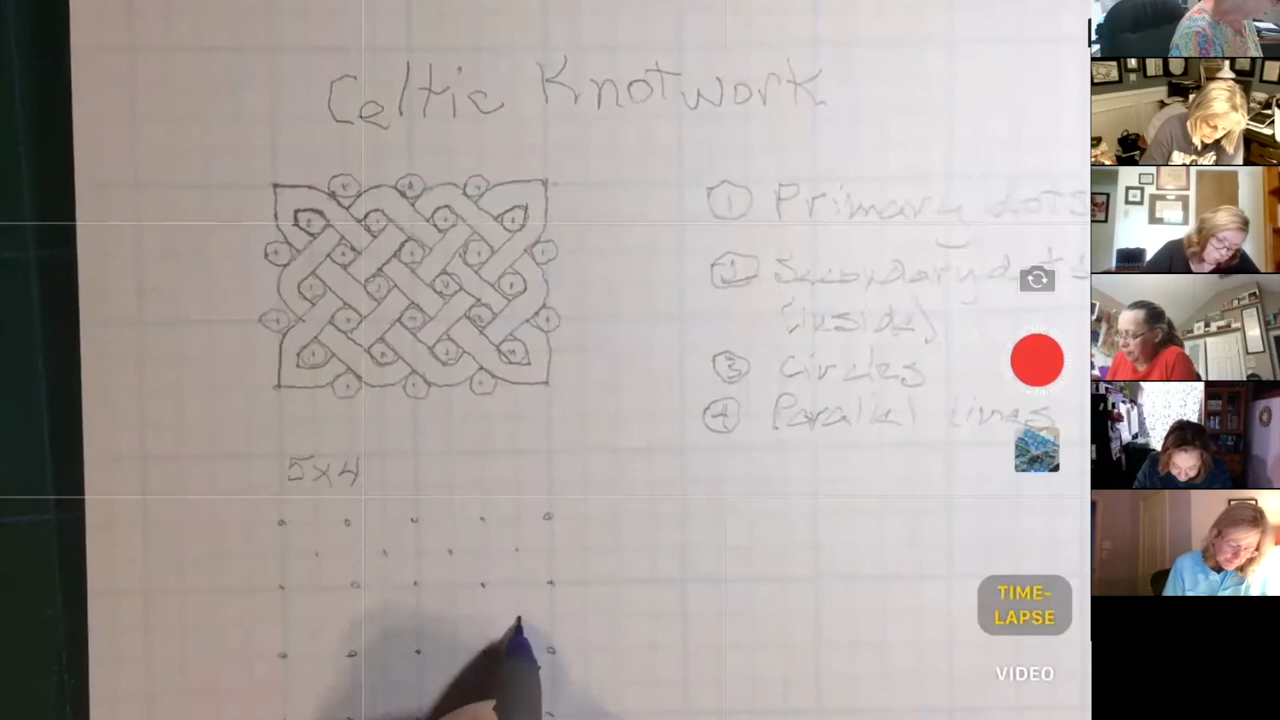 Celtic Knotwork
① Primary dots
② Secondary dots
(inside)
③ Circles
④ Parallel lines
5x4
TIME-
LAPSE
VIDEO